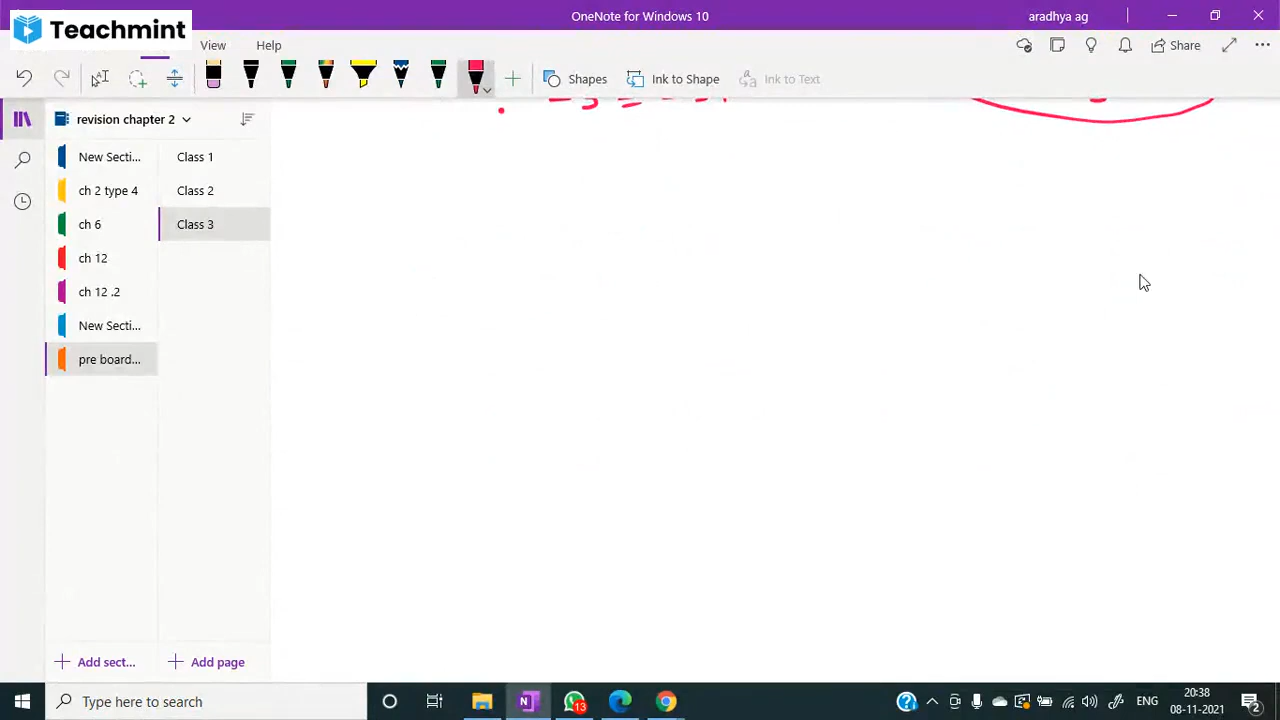 OneNote for Windows 10
aradhya ag
Teachmint
View
Help
Share
Shapes
Ink to Shape
Ink to Text
revision chapter 2
New Secti...
Class 1
ch 2 type 4
Class 2
ch 6
Class 3
ch 12
ch 12 .2
New Secti...
pre board...
Add sect...
Add page
Type here to search
13
ENG
20:38
08-11-2021
2